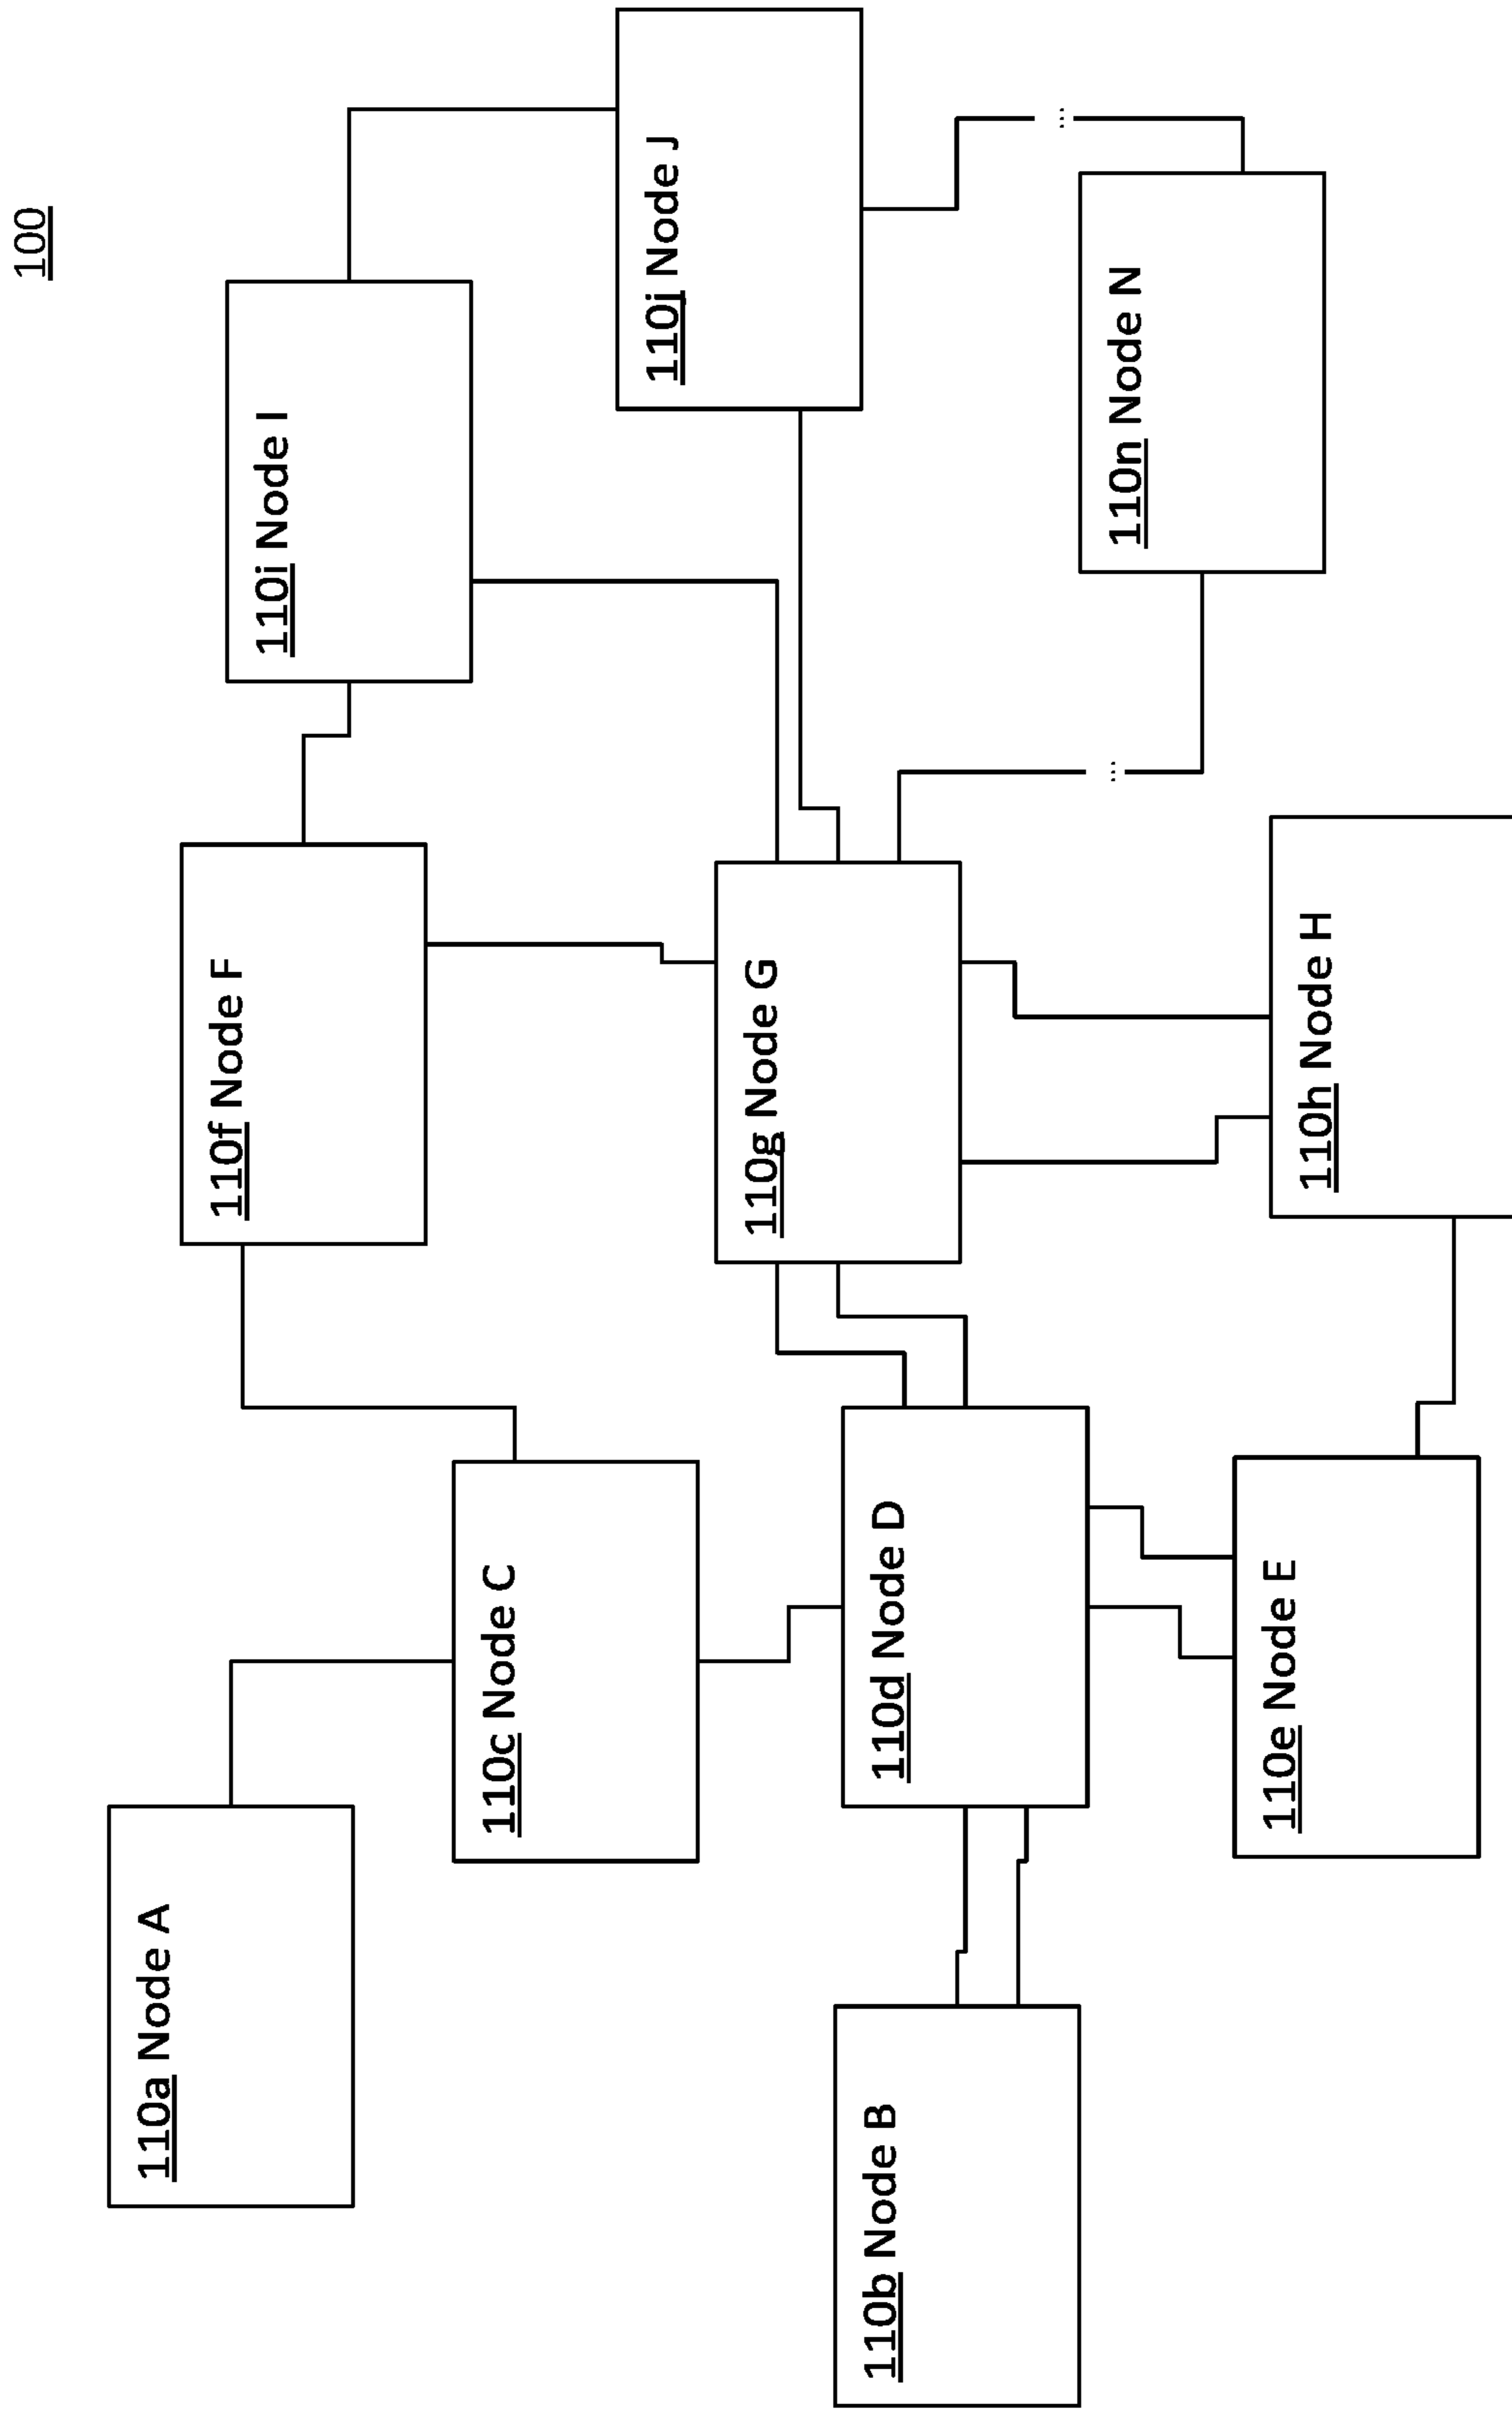 100
110a Node A
110b Node B
110c Node C
110d Node D
110e Node E
110f Node F
110g Node G
110h Node H
110i Node I
110j Node J
...
...
110n Node N